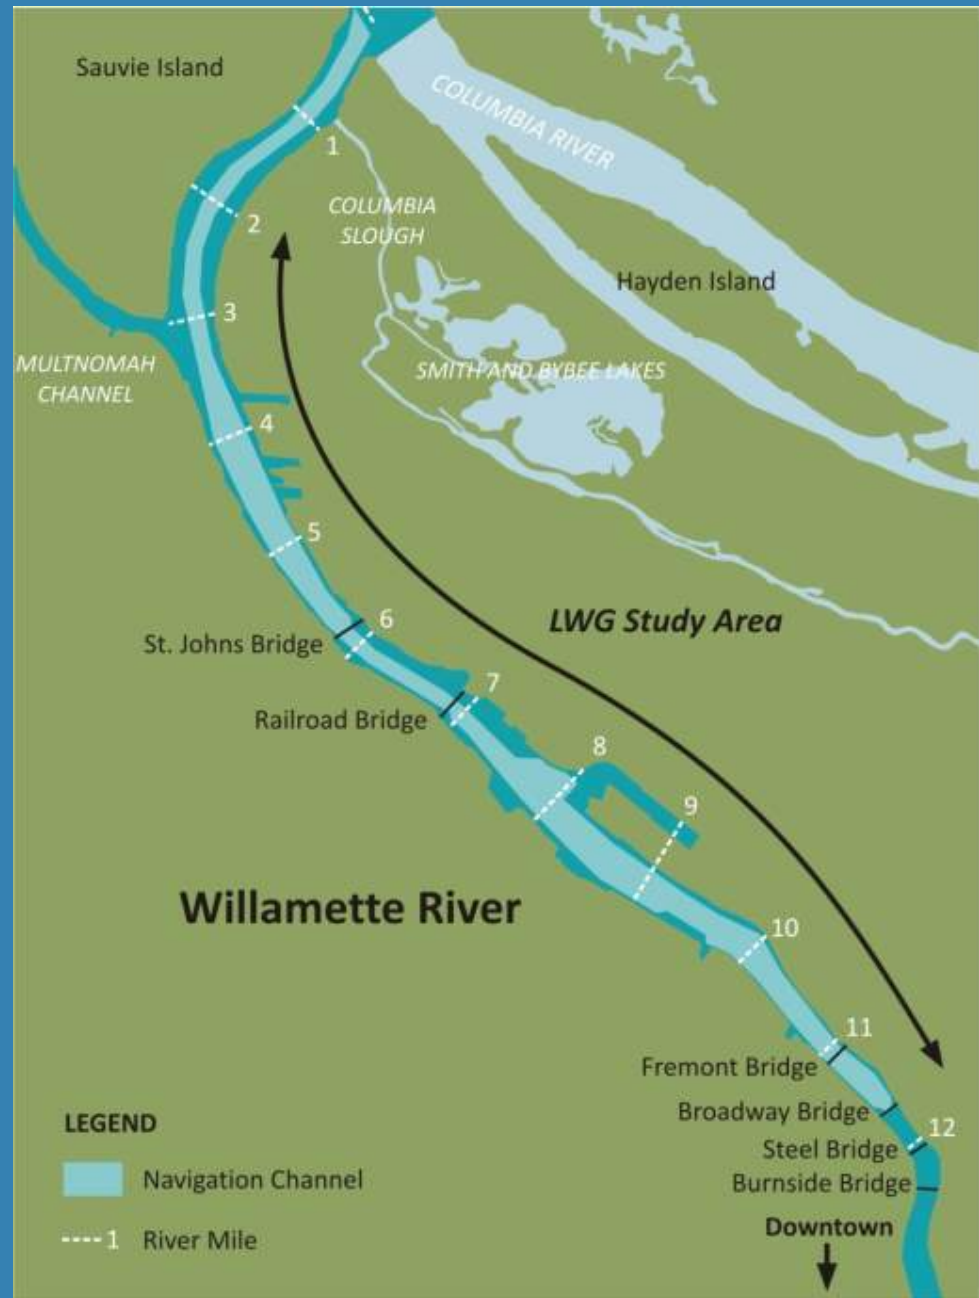 Sauvie Island
COLUMBIA RIVER
1
COLUMBIA
SLOUGH
2
Hayden Island
3
MULTNOMAH
CHANNEL
SMITH AND BYBEE LAKES
4
5
LWG Study Area
6
St. Johns Bridge
7
Railroad Bridge
8
9
Willamette River
10
11
Fremont Bridge
Broadway Bridge
12
Steel Bridge
Burnside Bridge
Downtown
LEGEND
Navigation Channel
1 River Mile